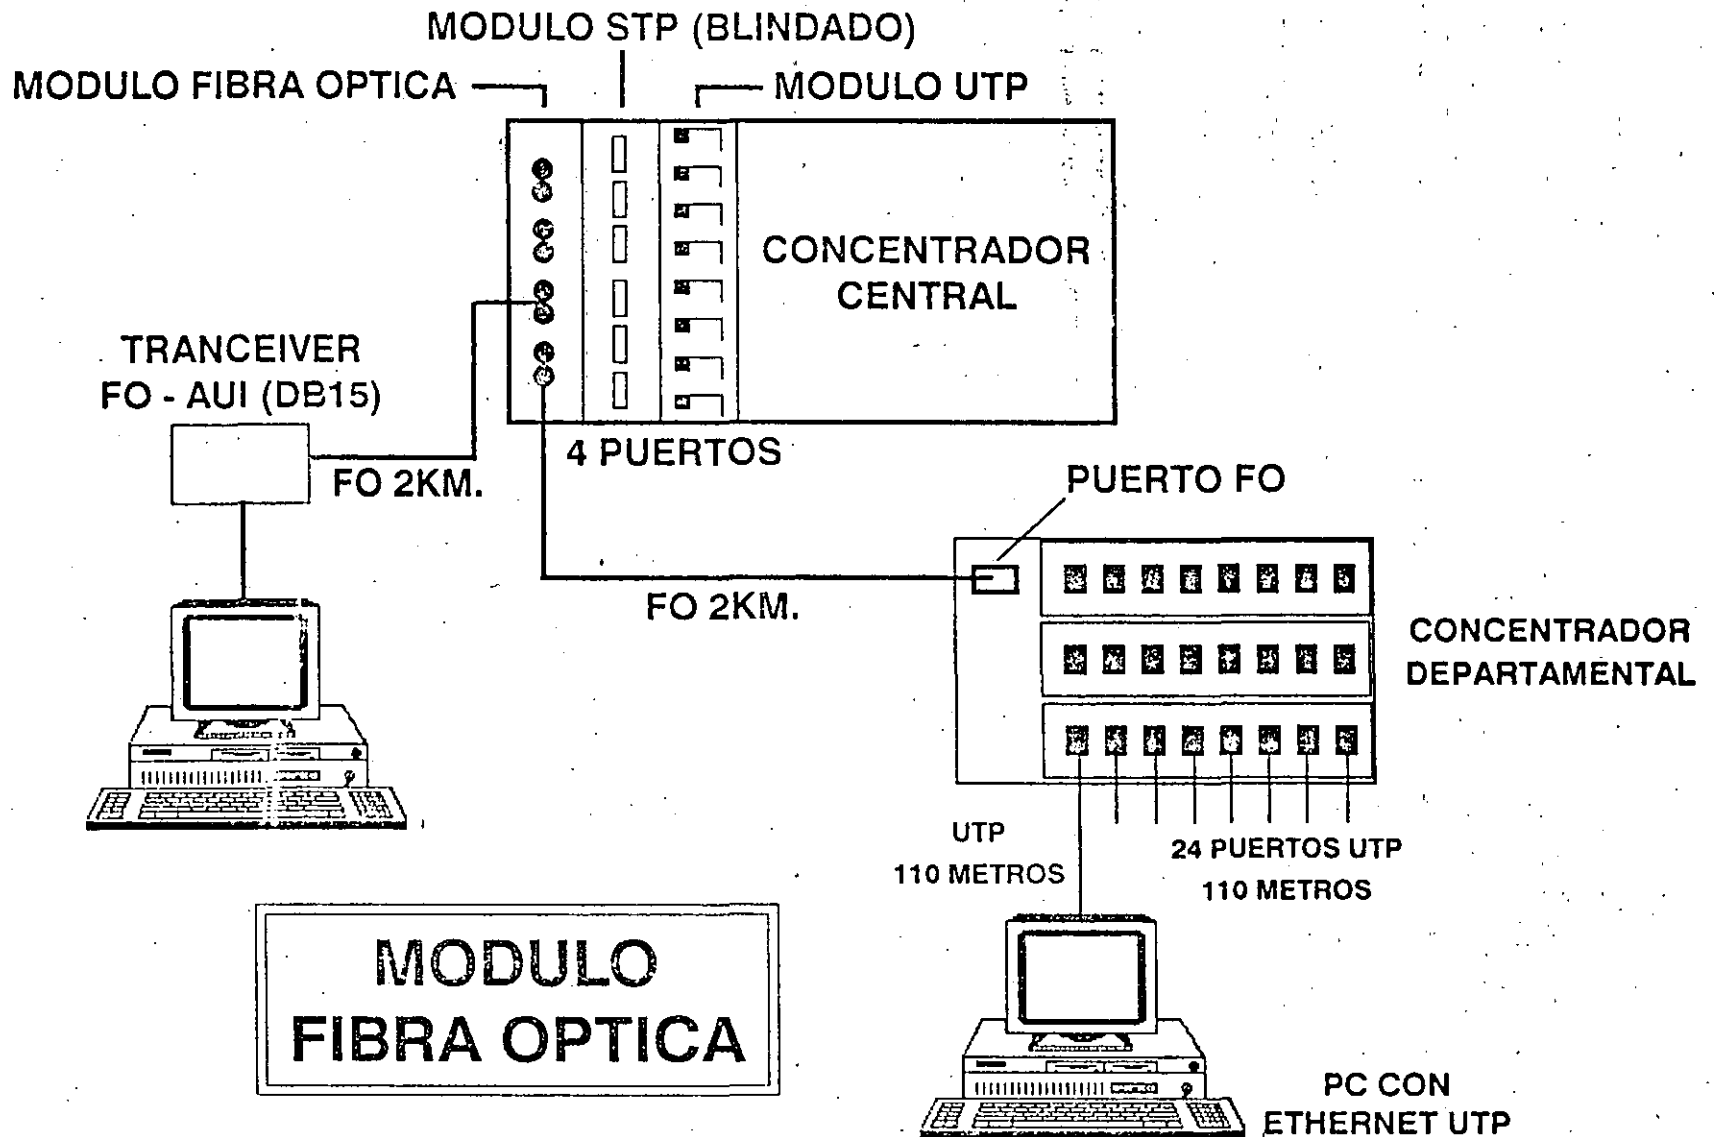 MODULO STP (BLINDADO)
MODULO FIBRA OPTICA
MODULO UTP
CONCENTRADOR
CENTRAL
TRANCEIVER
FO - AUI (DB15)
4 PUERTOS
FO 2KM.
PUERTO FO
FO 2KM.
CONCENTRADOR
DEPARTAMENTAL
UTP
110 METROS
24 PUERTOS UTP
110 METROS
MODULO
FIBRA OPTICA
PC CON
ETHERNET UTP